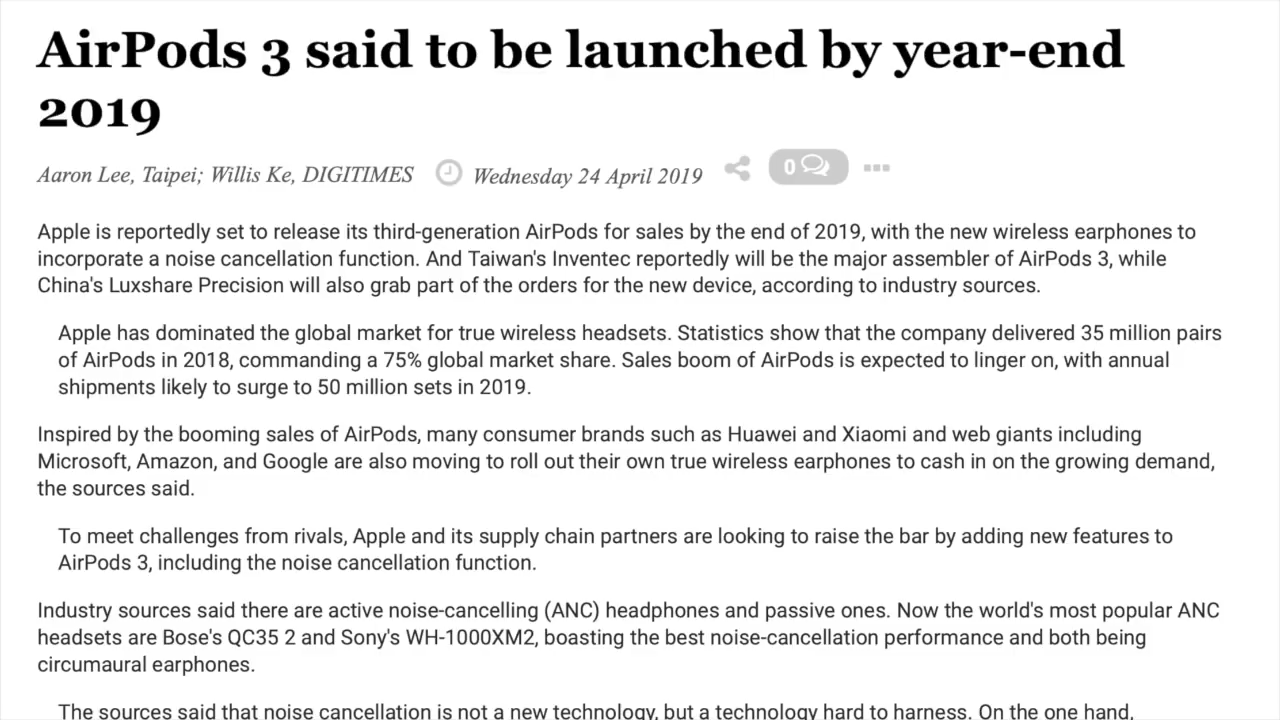 AirPods 3 said to be launched by year-end
2019
Aaron Lee, Taipei; Willis Ke, DIGITIMES Wednesday 24 April 2019 0
Apple is reportedly set to release its third-generation AirPods for sales by the end of 2019, with the new wireless earphones to
incorporate a noise cancellation function. And Taiwan's Inventec reportedly will be the major assembler of AirPods 3, while
China's Luxshare Precision will also grab part of the orders for the new device, according to industry sources.
Apple has dominated the global market for true wireless headsets. Statistics show that the company delivered 35 million pairs
of AirPods in 2018, commanding a 75% global market share. Sales boom of AirPods is expected to linger on, with annual
shipments likely to surge to 50 million sets in 2019.
Inspired by the booming sales of AirPods, many consumer brands such as Huawei and Xiaomi and web giants including
Microsoft, Amazon, and Google are also moving to roll out their own true wireless earphones to cash in on the growing demand,
the sources said.
To meet challenges from rivals, Apple and its supply chain partners are looking to raise the bar by adding new features to
AirPods 3, including the noise cancellation function.
Industry sources said there are active noise-cancelling (ANC) headphones and passive ones. Now the world's most popular ANC
headsets are Bose's QC35 2 and Sony's WH-1000XM2, boasting the best noise-cancellation performance and both being
circumaural earphones.
The sources said that noise cancellation is not a new technology, but a technology hard to harness. On the one hand,